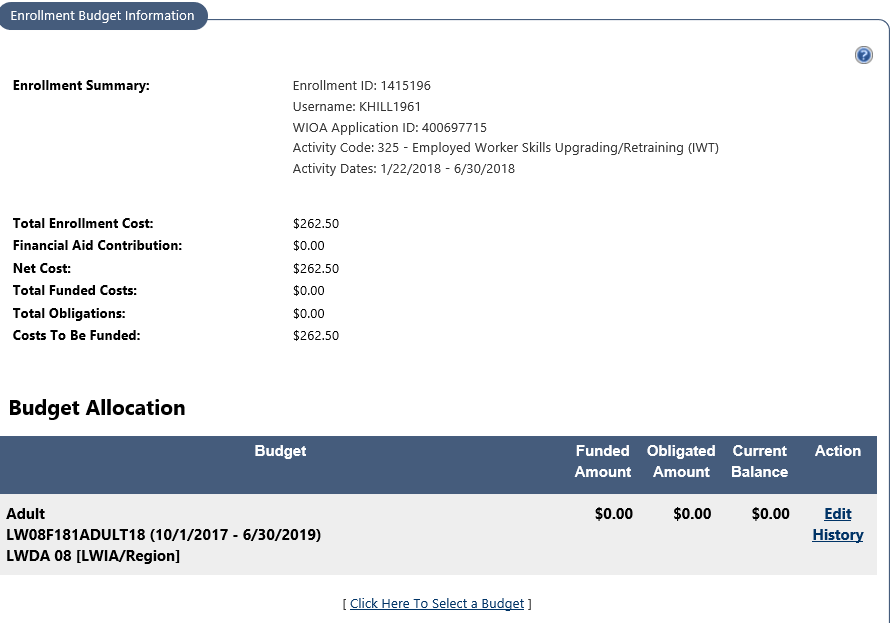 Enrollment Budget Information
?
Enrollment Summary: Enrollment ID: 1415196
Username: KHILL1961
WIOA Application ID: 400697715
Activity Code: 325 - Employed Worker Skills Upgrading/Retraining (IWT)
Activity Dates: 1/22/2018 - 6/30/2018
Total Enrollment Cost: $262.50
Financial Aid Contribution: $0.00
Net Cost: $262.50
Total Funded Costs: $0.00
Total Obligations: $0.00
Costs To Be Funded: $262.50
Budget Allocation
Budget Funded Amount Obligated Amount Current Balance Action
Adult $0.00 $0.00 $0.00 Edit
LW08F181ADULT18 (10/1/2017 - 6/30/2019) History
LWDA 08 [LWIA/Region]
[ Click Here To Select a Budget ]